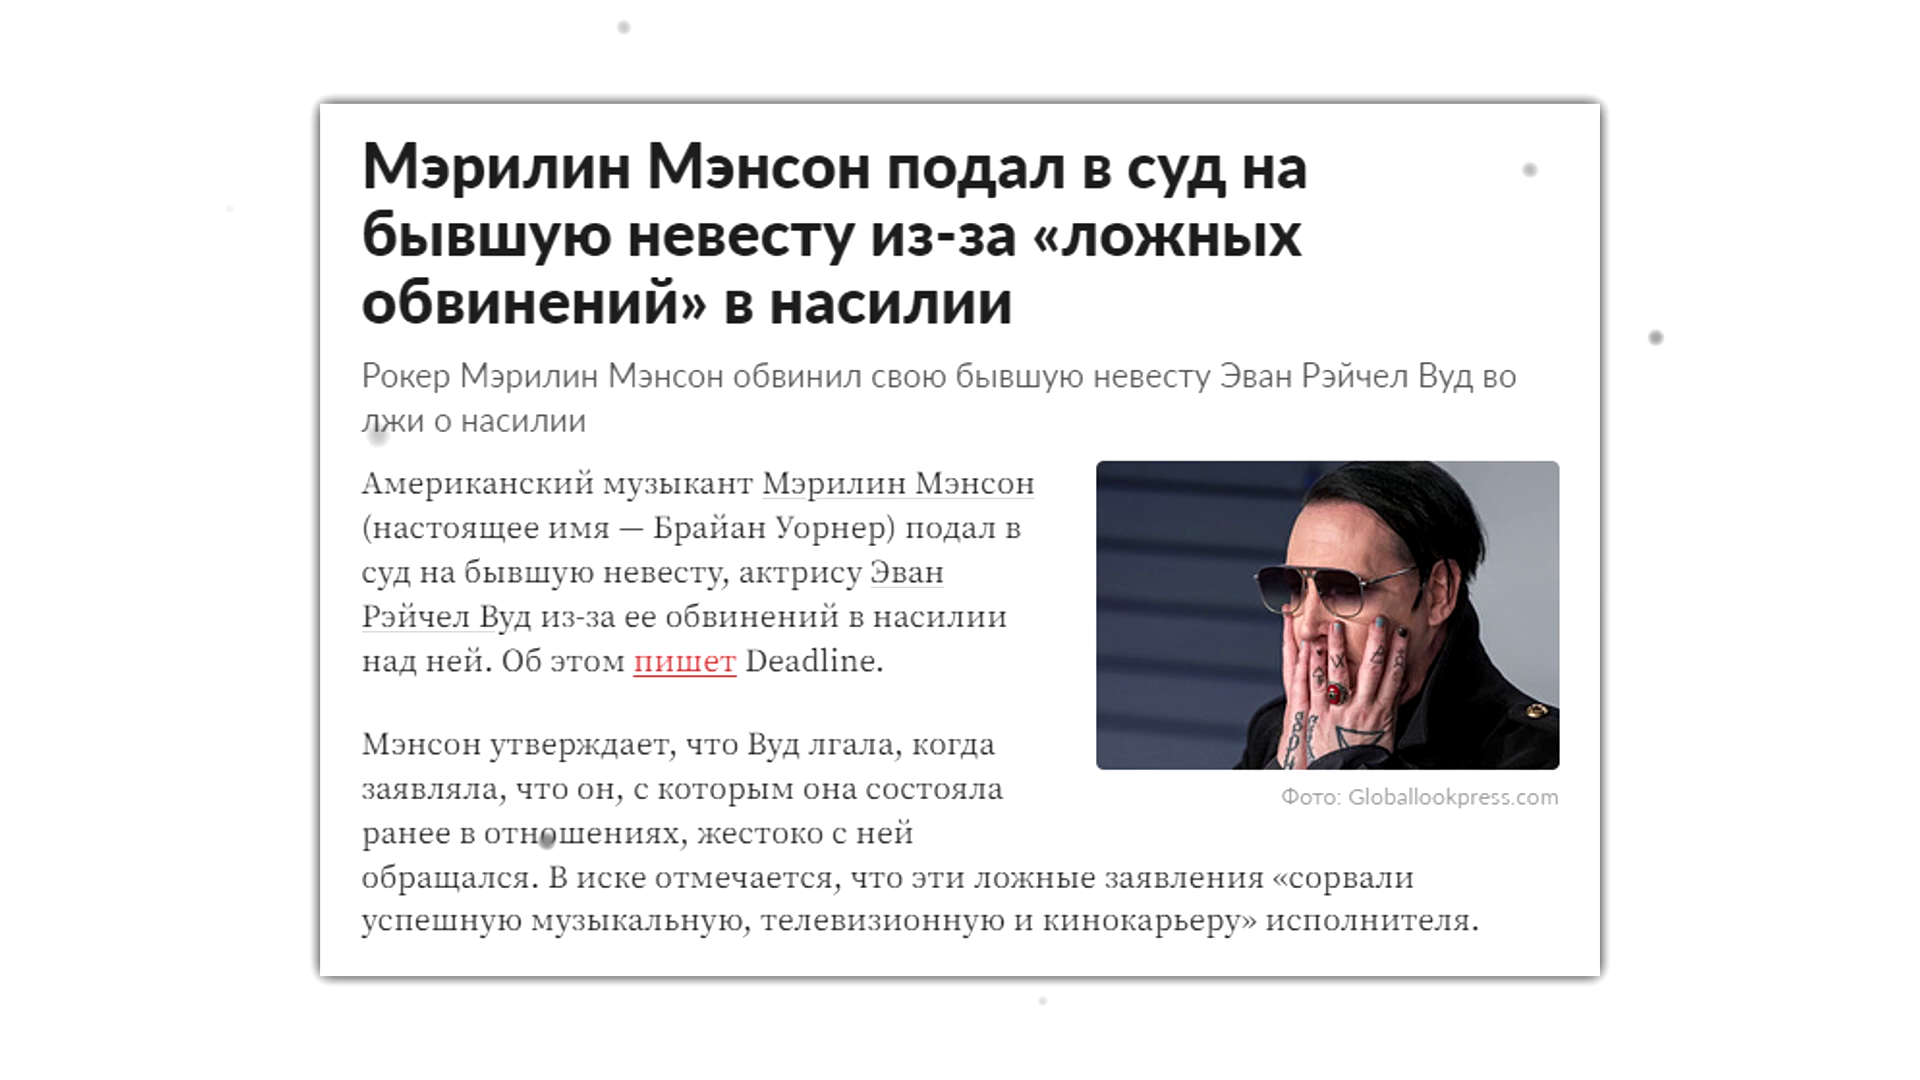 Мэрилин Мэнсон подал в суд на
бывшую невесту из-за «ложных
обвинений» в насилии
Рокер Мэрилин Мэнсон обвинил свою бывшую невесту Эван Рэйчел Вуд во
лжи о насилии
Американский музыкант Мэрилин Мэнсон
(настоящее имя — Брайан Уорнер) подал в
суд на бывшую невесту, актрису Эван
Рэйчел Вуд из-за ее обвинений в насилии
над ней. Об этом пишет Deadline.
Мэнсон утверждает, что Вуд лгала, когда
заявляла, что он, с которым она состояла
ранее в отношениях, жестоко с ней
обращался. В иске отмечается, что эти ложные заявления «сорвали
успешную музыкальную, телевизионную и кинокарьеру» исполнителя.
Фото: Globallookpress.com